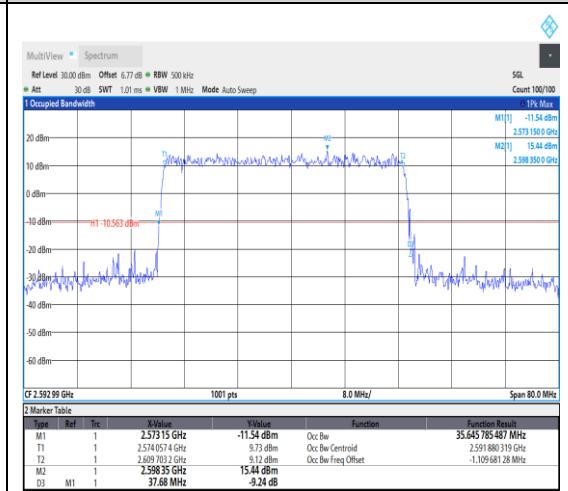 MultiView Spectrum
Ref Level 30.00 dBm Offset 6.77 dB RBW 500 kHz SGL
Att 30 dB SWT 1.01 ms VBW 1 MHz Mode Auto Sweep Count 100/100
1 Occupied Bandwidth 1Pk Max
M1[1] -11.54 dBm
2.573 150 0 GHz
M2[1] 15.44 dBm
2.598 350 0 GHz
20 dBm
M2
T1
T2
10 dBm
0 dBm
M1
-10 dBm
H1 -10.563 dBm
D3
-20 dBm
-30 dBm
-40 dBm
-50 dBm
-60 dBm
CF 2.592 99 GHz 1001 pts 8.0 MHz/ Span 80.0 MHz
2 Marker Table
Type Ref Trc X-Value Y-Value Function Function Result
M1 1 2.573 15 GHz -11.54 dBm Occ Bw 35.645 785 487 MHz
T1 1 2.574 057 4 GHz 9.73 dBm Occ Bw Centroid 2.591 880 319 GHz
T2 1 2.609 703 2 GHz 9.12 dBm Occ Bw Freq Offset -1.109 681 28 MHz
M2 1 2.598 35 GHz 15.44 dBm
D3 M1 1 37.68 MHz -9.24 dB